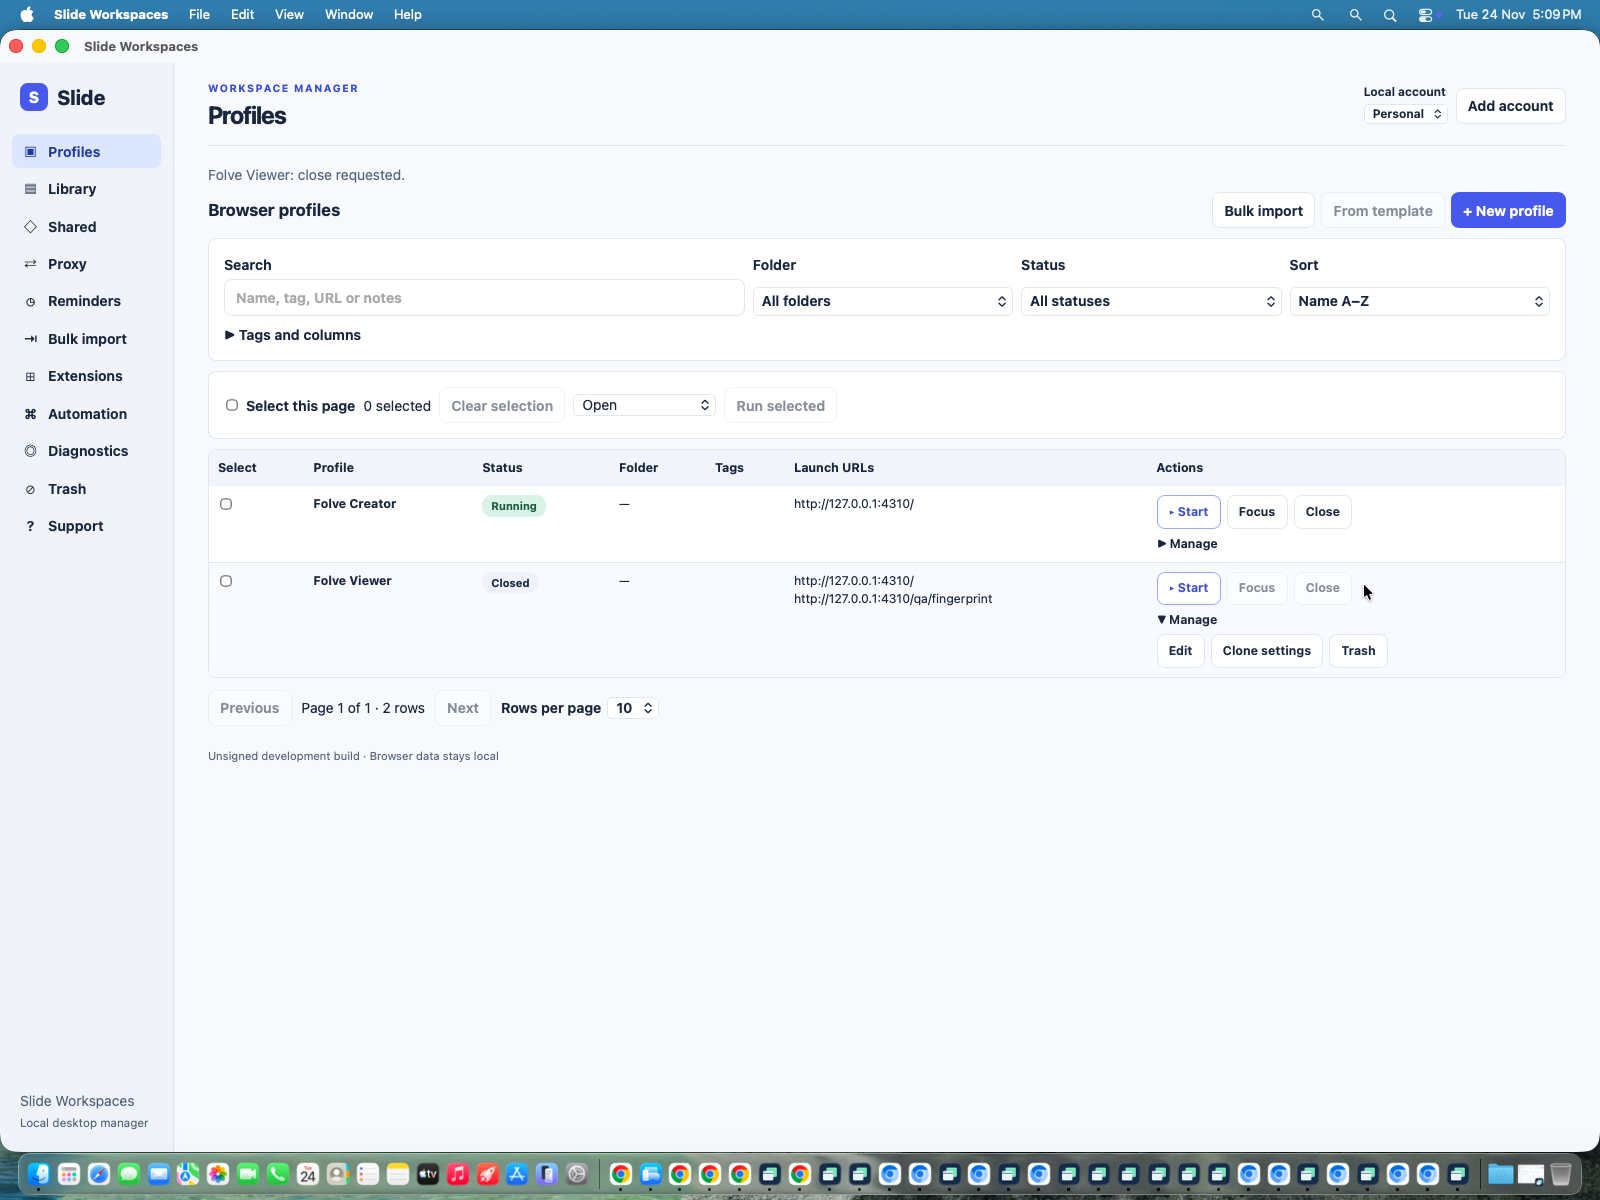 Slide Workspaces File Edit View Window Help Tue 24 Nov 5:09 PM
Slide Workspaces
S Slide
Profiles
Library
Shared
Proxy
Reminders
Bulk import
Extensions
Automation
Diagnostics
Trash
? Support
Slide Workspaces
Local desktop manager
WORKSPACE MANAGER
Profiles
Local account
Personal
Add account
Folve Viewer: close requested.
Browser profiles
Bulk import From template + New profile
Search Folder Status Sort
Name, tag, URL or notes All folders All statuses Name A–Z
Tags and columns
Select this page 0 selected Clear selection Open Run selected
Select Profile Status Folder Tags Launch URLs Actions
Folve Creator Running — http://127.0.0.1:4310/ Start Focus Close
Manage
Folve Viewer Closed — http://127.0.0.1:4310/ Start Focus Close
http://127.0.0.1:4310/qa/fingerprint
Manage
Edit Clone settings Trash
Previous Page 1 of 1 · 2 rows Next Rows per page 10
Unsigned development build · Browser data stays local
tv
24